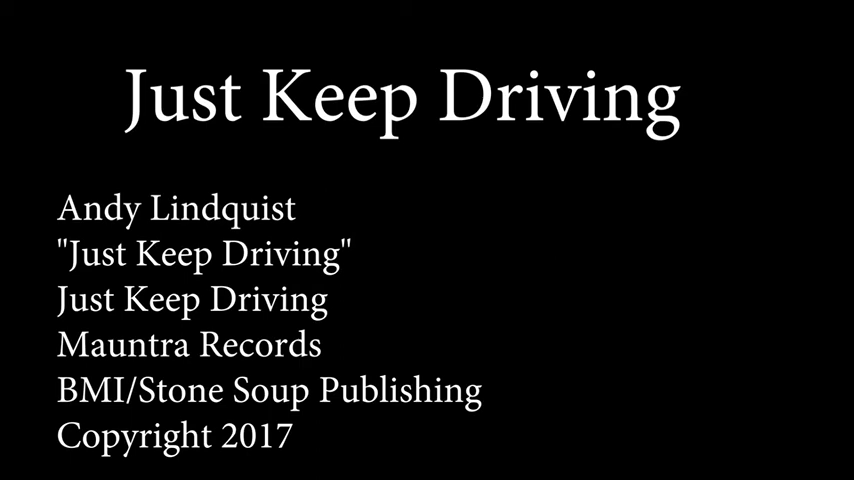 Just Keep Driving
Andy Lindquist
"Just Keep Driving"
Just Keep Driving
Mauntra Records
BMI/Stone Soup Publishing
Copyright 2017